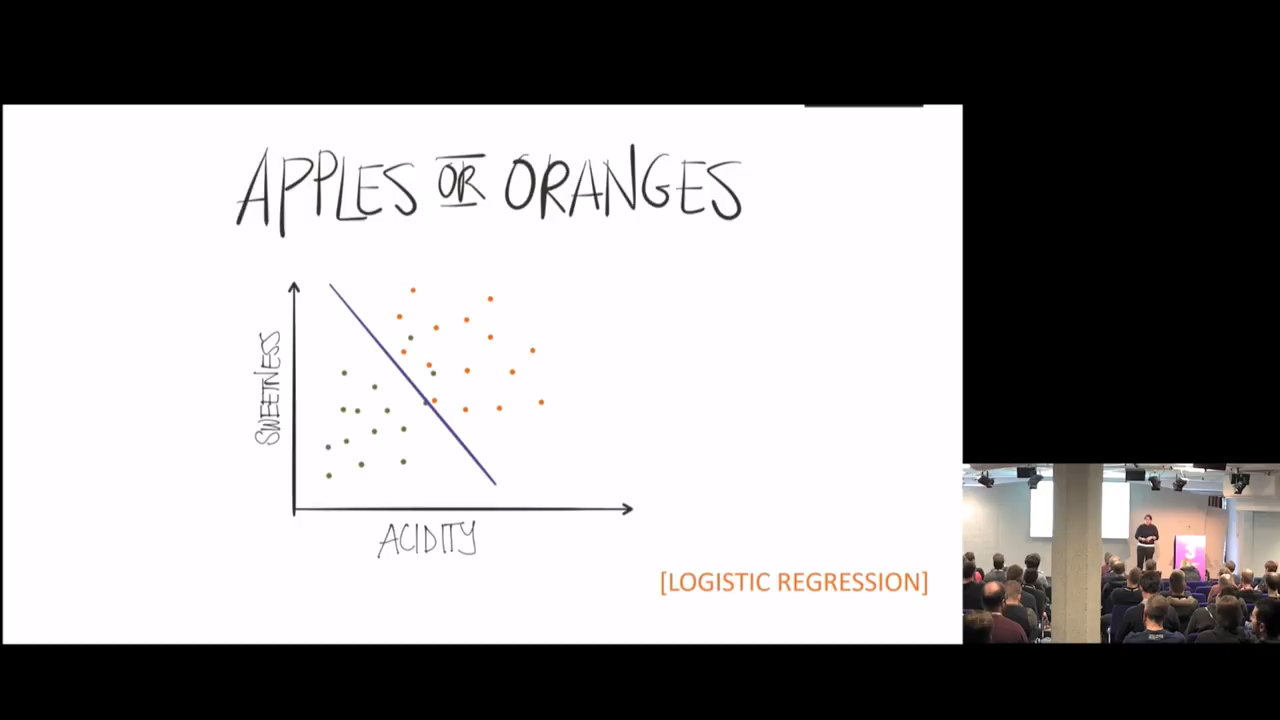 APPLES OR ORANGES
SWEETNESS
ACIDITY
[LOGISTIC REGRESSION]